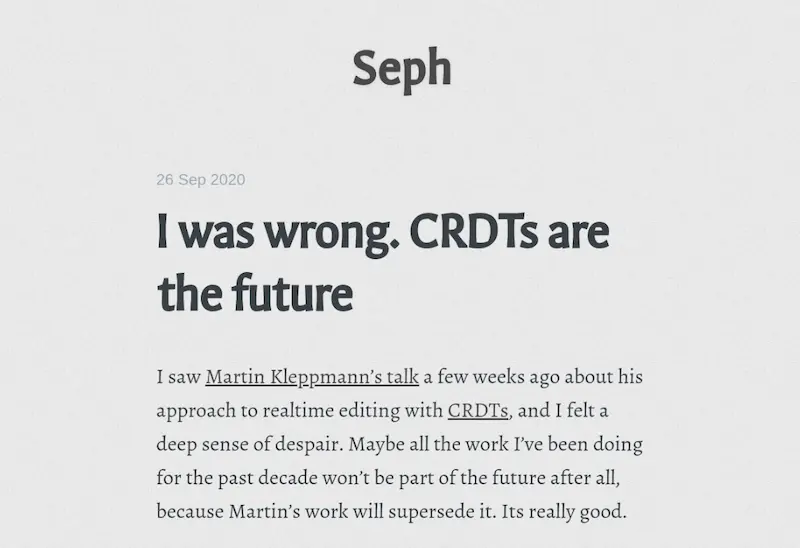 Seph
26 Sep 2020
I was wrong. CRDTs are
the future
I saw Martin Kleppmann’s talk a few weeks ago about his
approach to realtime editing with CRDTs, and I felt a
deep sense of despair. Maybe all the work I’ve been doing
for the past decade won’t be part of the future after all,
because Martin’s work will supersede it. Its really good.